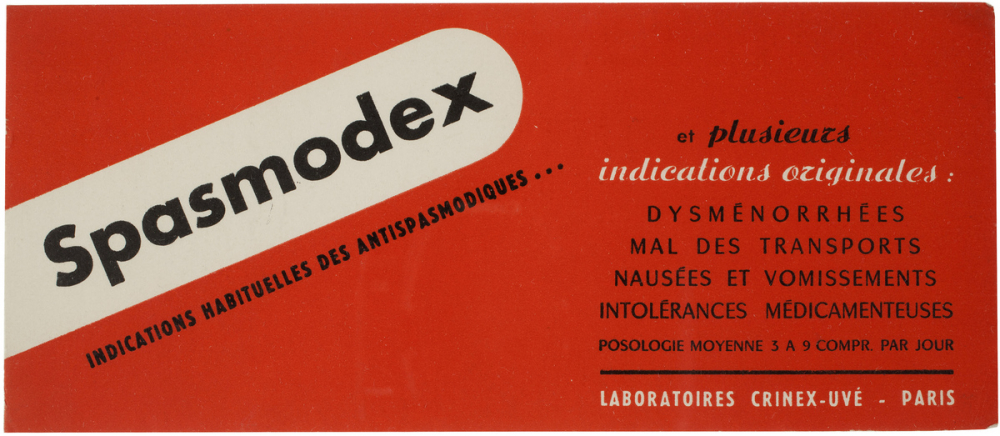 Spasmodex
INDICATIONS HABITUELLES DES ANTISPASMODIQUES...
et plusieurs
indications originales :
DYSMÉNORRHÉES
MAL DES TRANSPORTS
NAUSÉES ET VOMISSEMENTS
INTOLÉRANCES MÉDICAMENTEUSES
POSOLOGIE MOYENNE 3 A 9 COMPR. PAR JOUR
LABORATOIRES CRINEX-UVÉ - PARIS